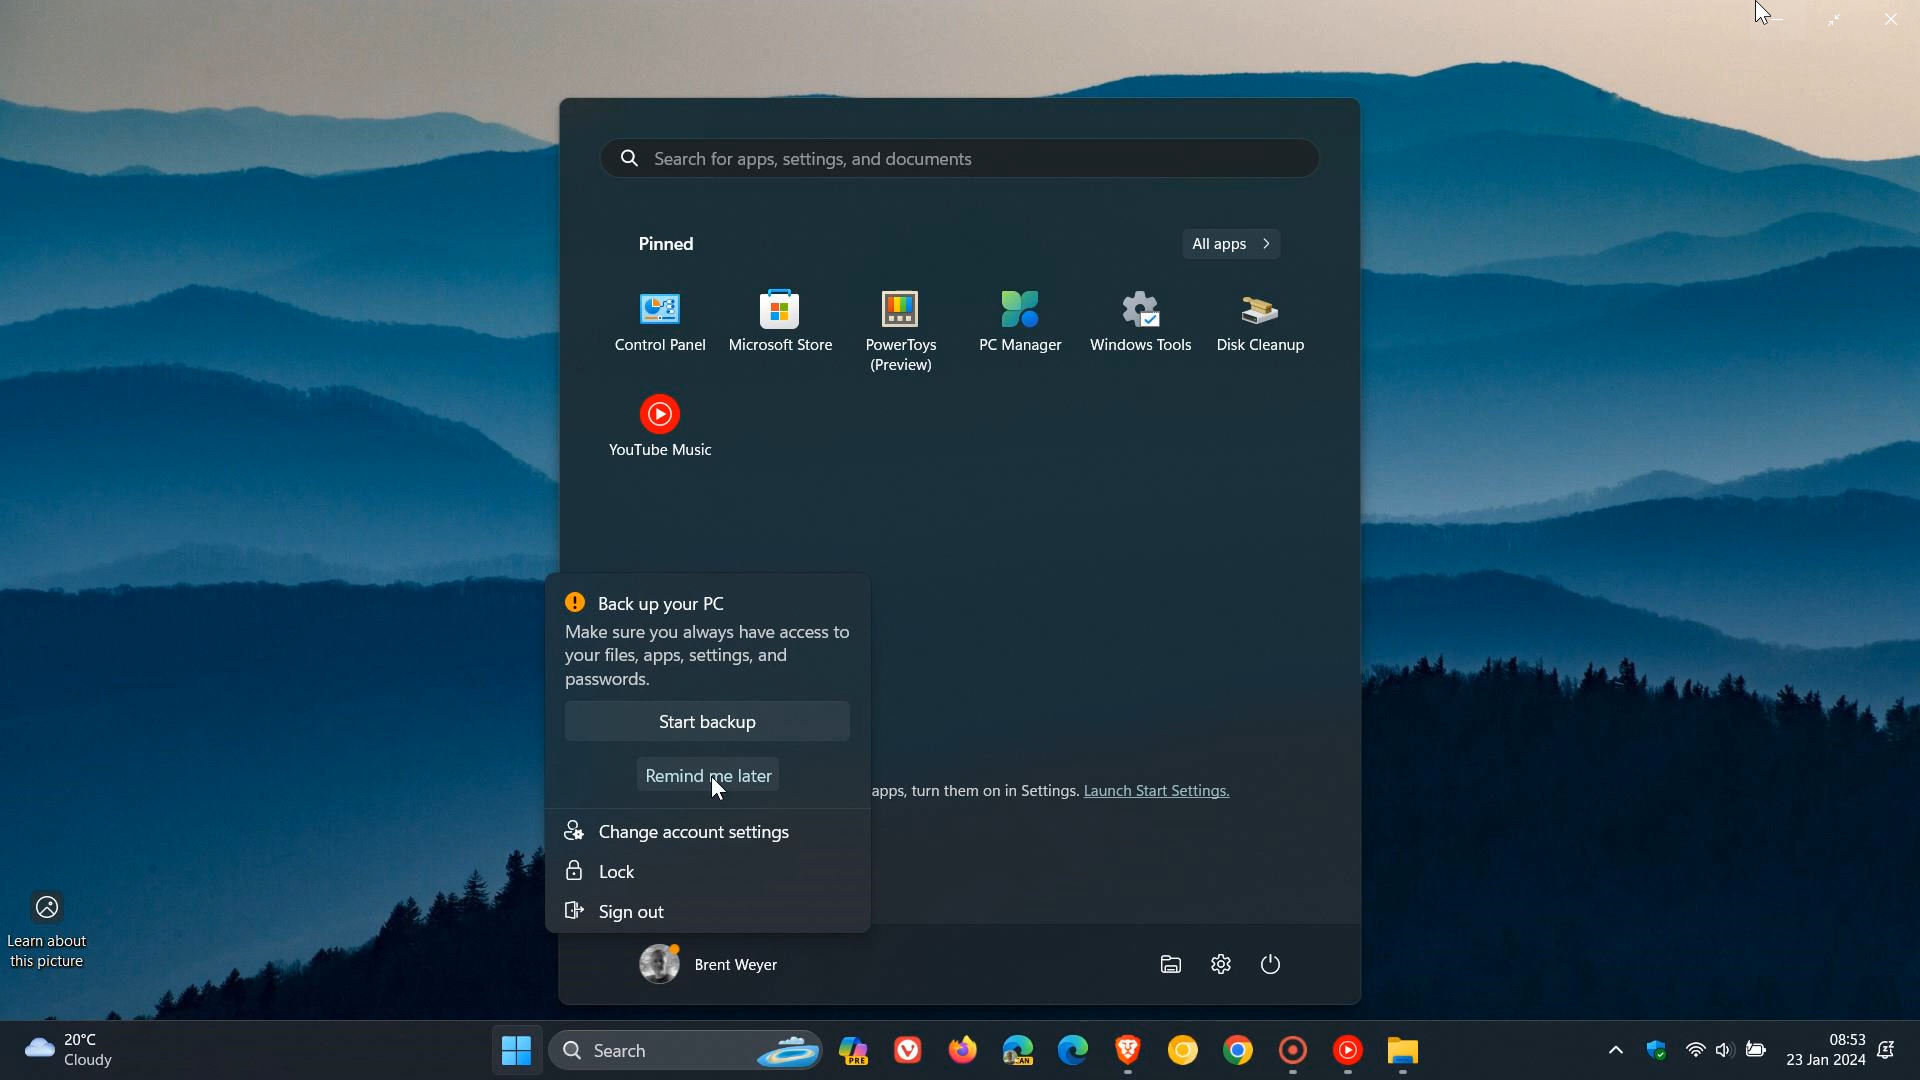 Search for apps, settings, and documents
Pinned
All apps
Control Panel
Microsoft Store
PowerToys
(Preview)
PC Manager
Windows Tools
Disk Cleanup
YouTube Music
Back up your PC
Make sure you always have access to
your files, apps, settings, and
passwords.
Start backup
Remind me later
apps, turn them on in Settings. Launch Start Settings.
Change account settings
Lock
Sign out
Brent Weyer
Learn about
this picture
20°C
Cloudy
Search
PRE
CAN
08:53
23 Jan 2024